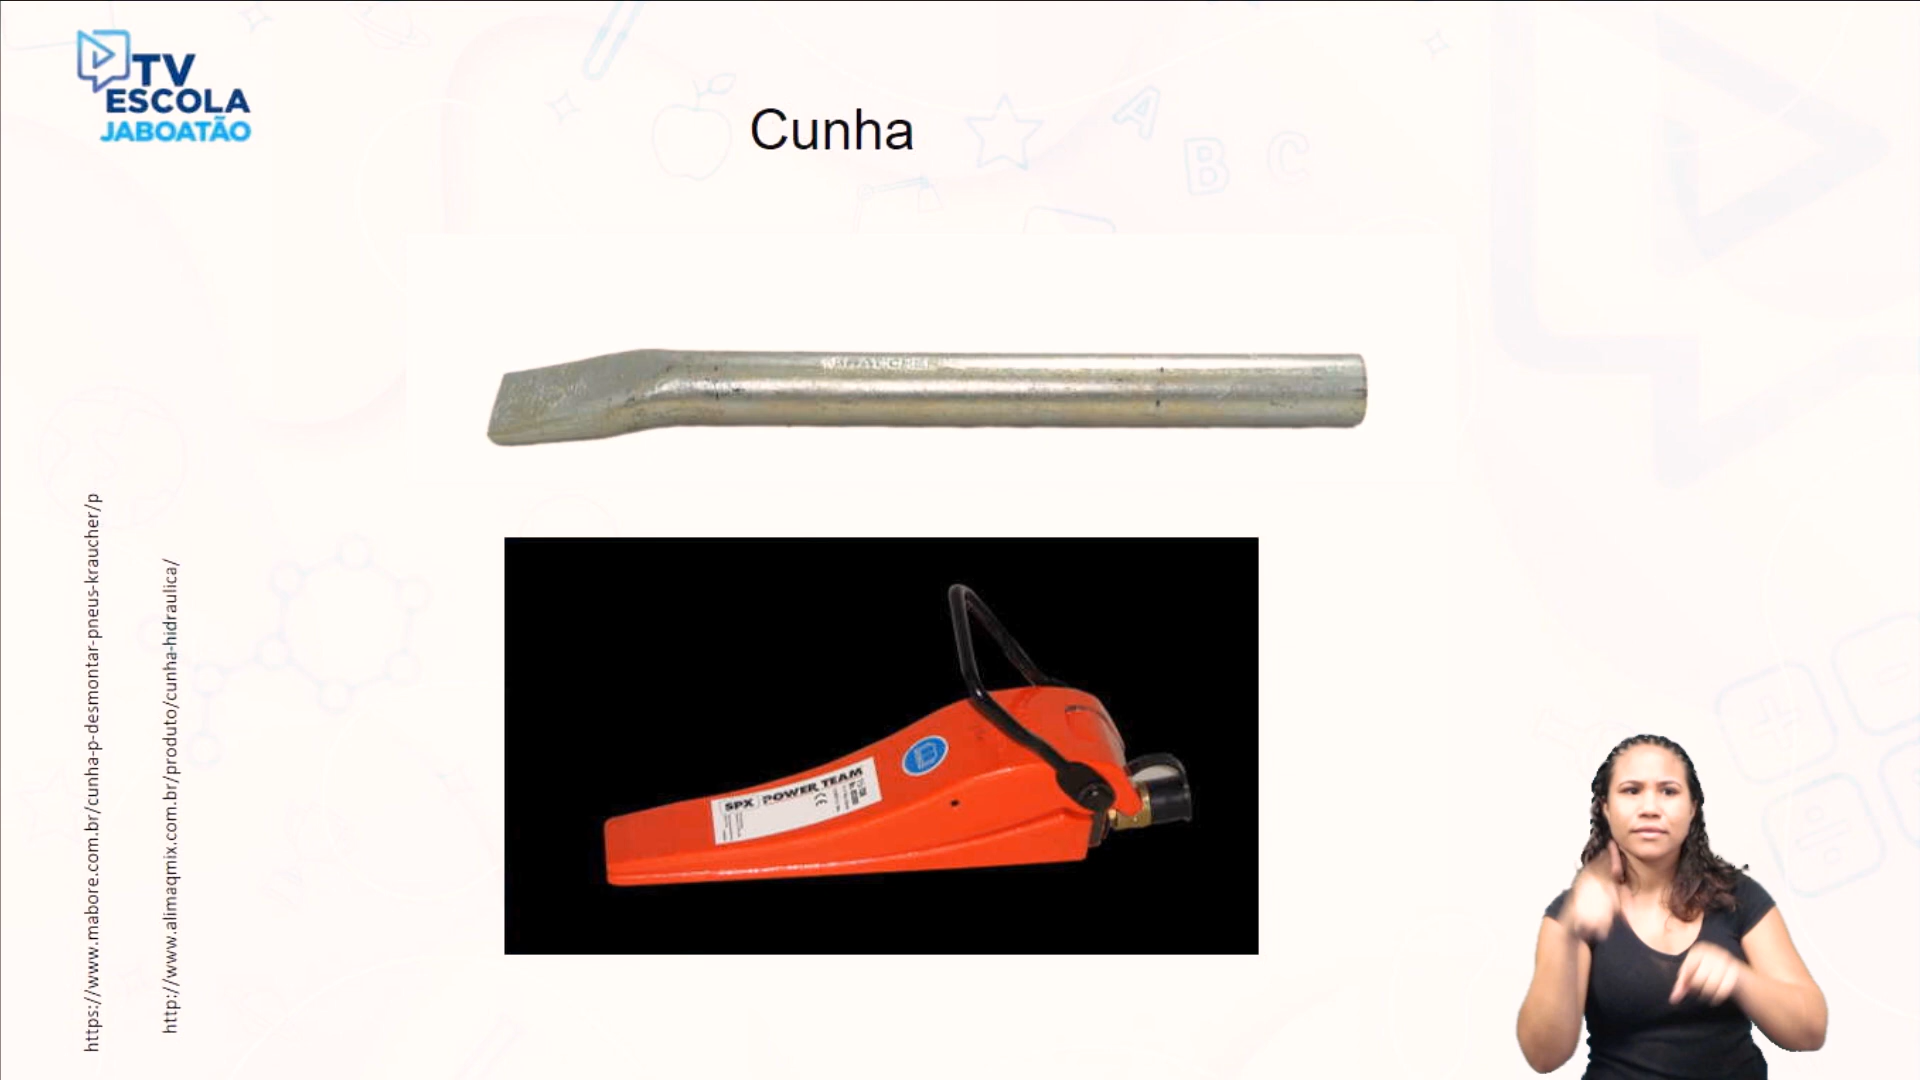 TV
ESCOLA
JABOATÃO
Cunha
A
B C
SPX POWER TEAM
CE
https://www.mabore.com.br/cunha-p-desmontar-pneus-kraucher/p
http://www.alimaqmix.com.br/produto/cunha-hidraulica/